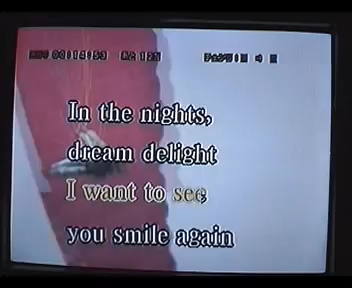 In the nights,
dream delight
I want to see
you smile again